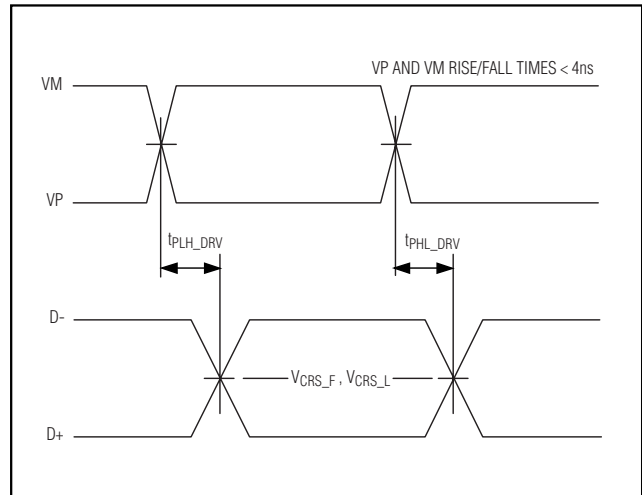 VP AND VM RISE/FALL TIMES < 4ns
VM
VP
tPLH_DRV
tPHL_DRV
D-
VCRS_F , VCRS_L
D+